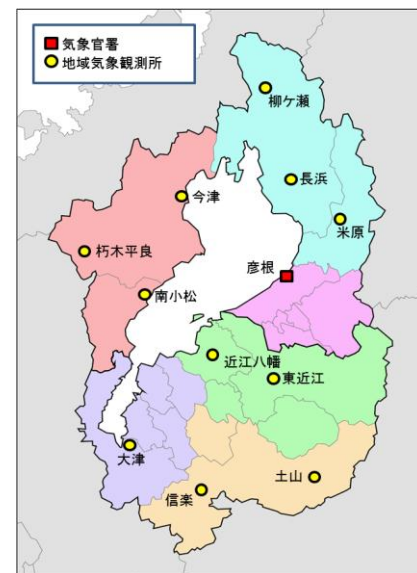 気象官署
地域気象観測所
柳ケ瀬
長浜
今津
米原
朽木平良
彦根
南小松
近江八幡
東近江
大津
土山
信楽